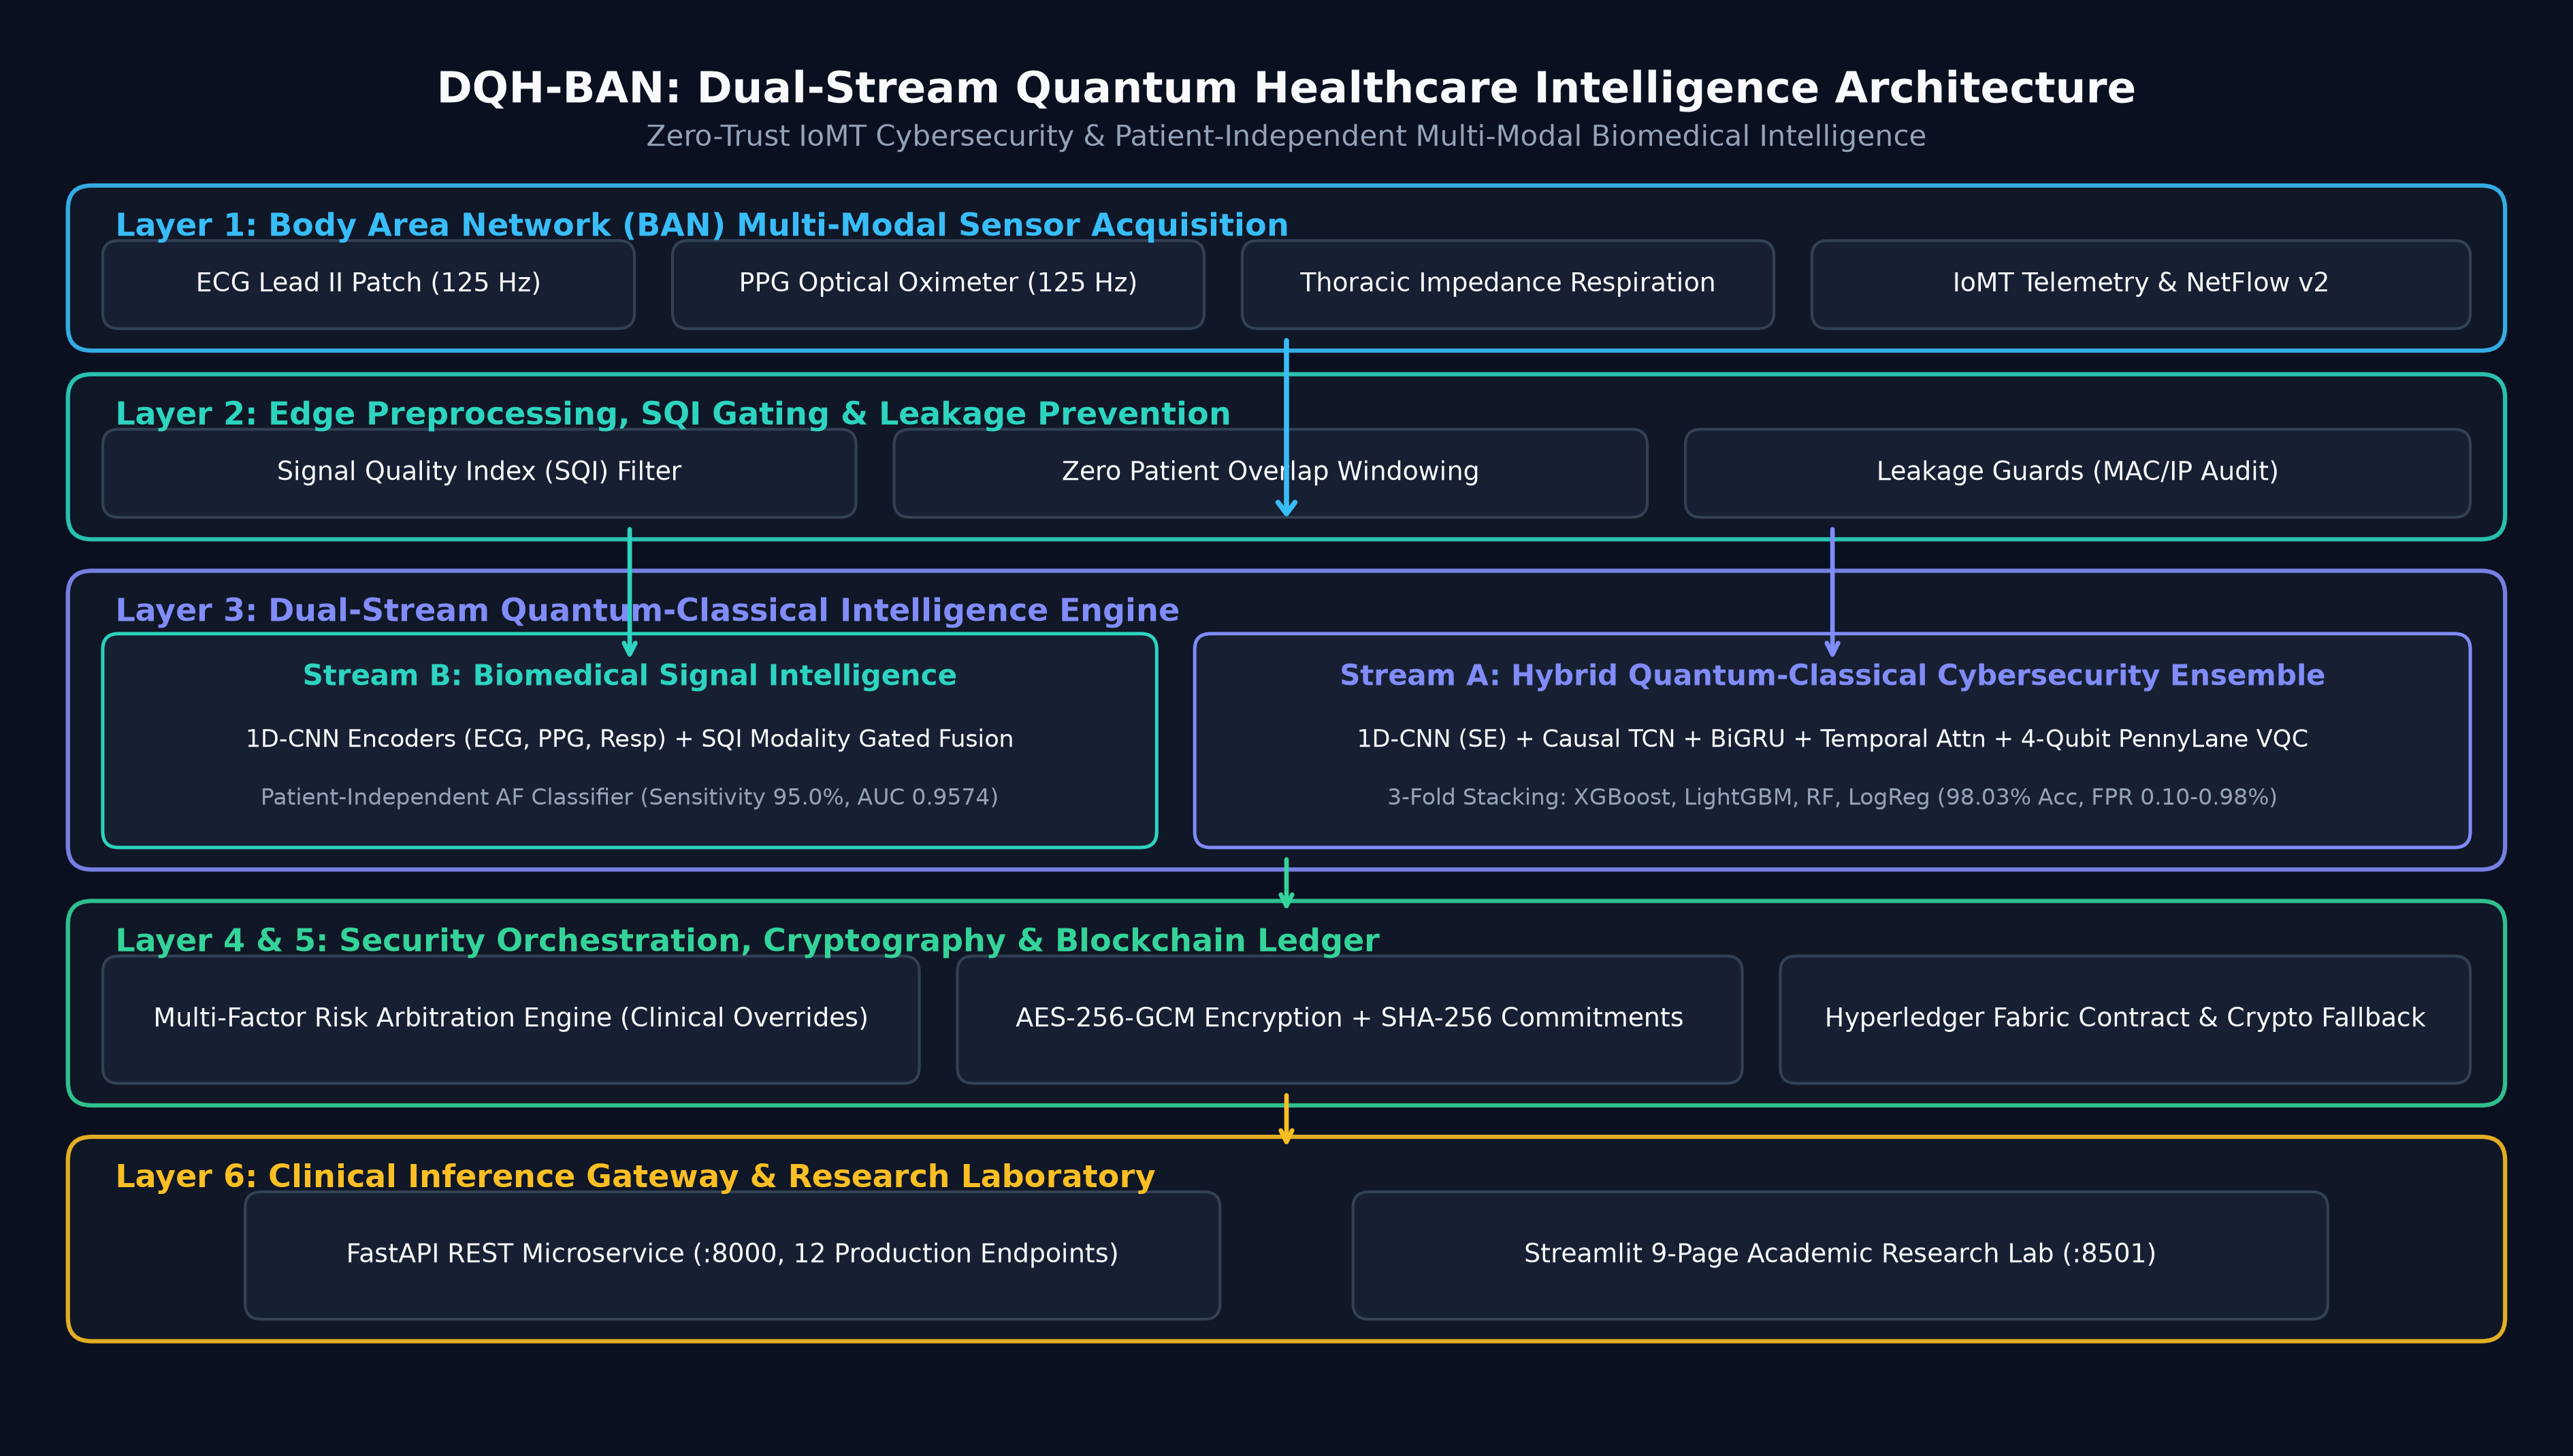 DQH-BAN: Dual-Stream Quantum Healthcare Intelligence Architecture
Zero-Trust IoMT Cybersecurity & Patient-Independent Multi-Modal Biomedical Intelligence
Layer 1: Body Area Network (BAN) Multi-Modal Sensor Acquisition
ECG Lead II Patch (125 Hz)
PPG Optical Oximeter (125 Hz)
Thoracic Impedance Respiration
IoMT Telemetry & NetFlow v2
Layer 2: Edge Preprocessing, SQI Gating & Leakage Prevention
Signal Quality Index (SQI) Filter
Zero Patient Overlap Windowing
Leakage Guards (MAC/IP Audit)
Layer 3: Dual-Stream Quantum-Classical Intelligence Engine
Stream B: Biomedical Signal Intelligence
1D-CNN Encoders (ECG, PPG, Resp) + SQI Modality Gated Fusion
Patient-Independent AF Classifier (Sensitivity 95.0%, AUC 0.9574)
Stream A: Hybrid Quantum-Classical Cybersecurity Ensemble
1D-CNN (SE) + Causal TCN + BiGRU + Temporal Attn + 4-Qubit PennyLane VQC
3-Fold Stacking: XGBoost, LightGBM, RF, LogReg (98.03% Acc, FPR 0.10-0.98%)
Layer 4 & 5: Security Orchestration, Cryptography & Blockchain Ledger
Multi-Factor Risk Arbitration Engine (Clinical Overrides)
AES-256-GCM Encryption + SHA-256 Commitments
Hyperledger Fabric Contract & Crypto Fallback
Layer 6: Clinical Inference Gateway & Research Laboratory
FastAPI REST Microservice (:8000, 12 Production Endpoints)
Streamlit 9-Page Academic Research Lab (:8501)